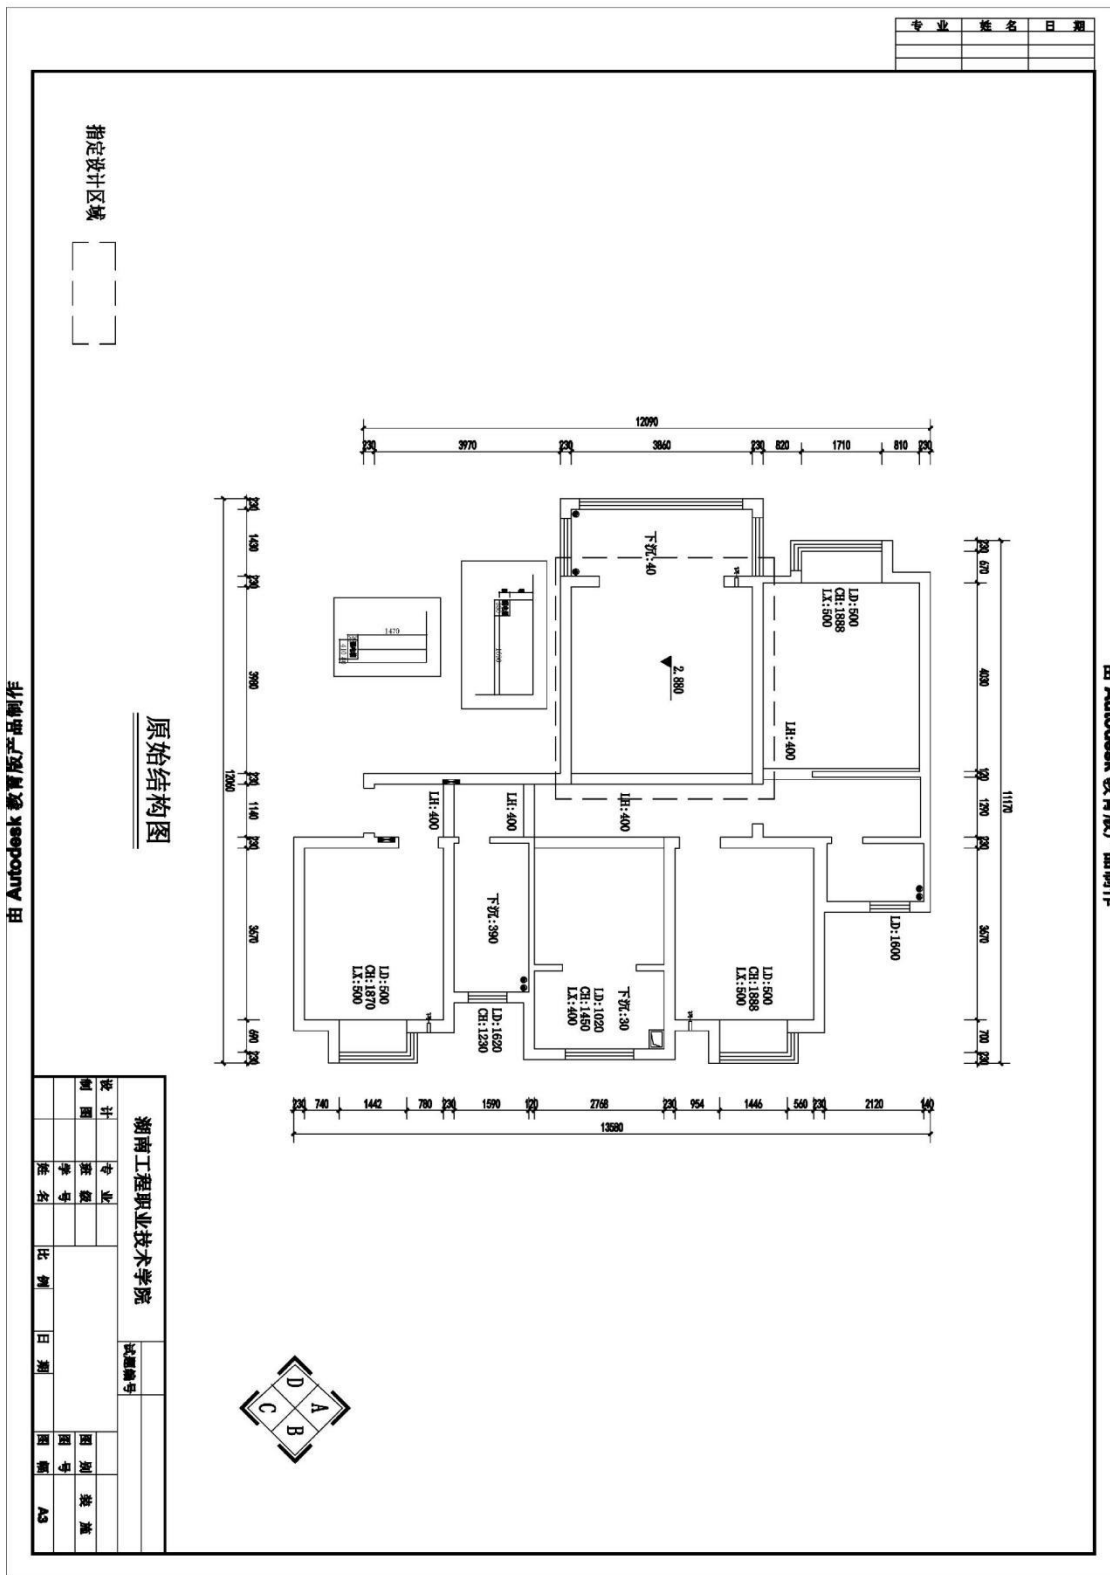 专 业
姓 名
日 期
指定设计区域
12090
230
3970
230
3860
230
820
1710
810
230
230
1430
230
3980
230
1140
230
3670
690
230
12060
230
670
4030
120
1290
230
3670
700
230
11170
下沉:40
LD:500
CH:1888
LX:500
2.880
1470
LH:400
LH:400
LH:400
LH:400
下沉:390
LD:1600
LD:500
CH:1870
LX:500
LD:1620
CH:1230
LD:1020
CH:1450
LX:400
下沉:30
LD:500
CH:1888
LX:500
230
740
1442
780
230
1590
120
2768
230
954
1446
560
230
2120
140
13580
原始结构图
湖南工程职业技术学院
试题编号
设 计
制 图
专 业
班 级
学 号
姓 名
比 例
日 期
图 别
装 施
图 号
图 幅
A3
A
B
C
D
由 Autodesk 教育版产品制作